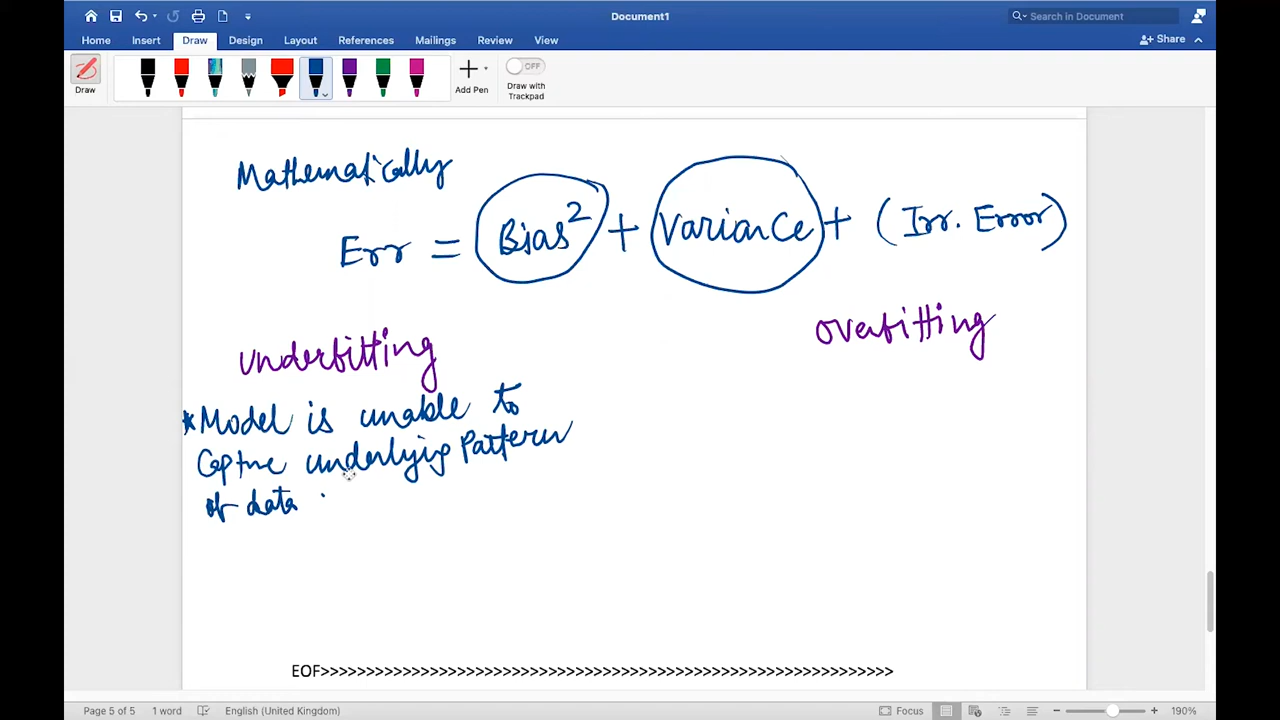 Document1
Search in Document
Home Insert Draw Design Layout References Mailings Review View
Share
Draw
Add Pen
OFF
Draw with
Trackpad
Mathematically
Err = Bias² + Variance + (Irr. Error)
Underfitting
overfitting
*Model is unable to
Capture underlying Pattern
of data
EOF>>>>>>>>>>>>>>>>>>>>>>>>>>>>>>>>>>>>>>>>>>>>>>>>>>>>>>>>>>>>>>>
Page 5 of 5 1 word English (United Kingdom) Focus 190%